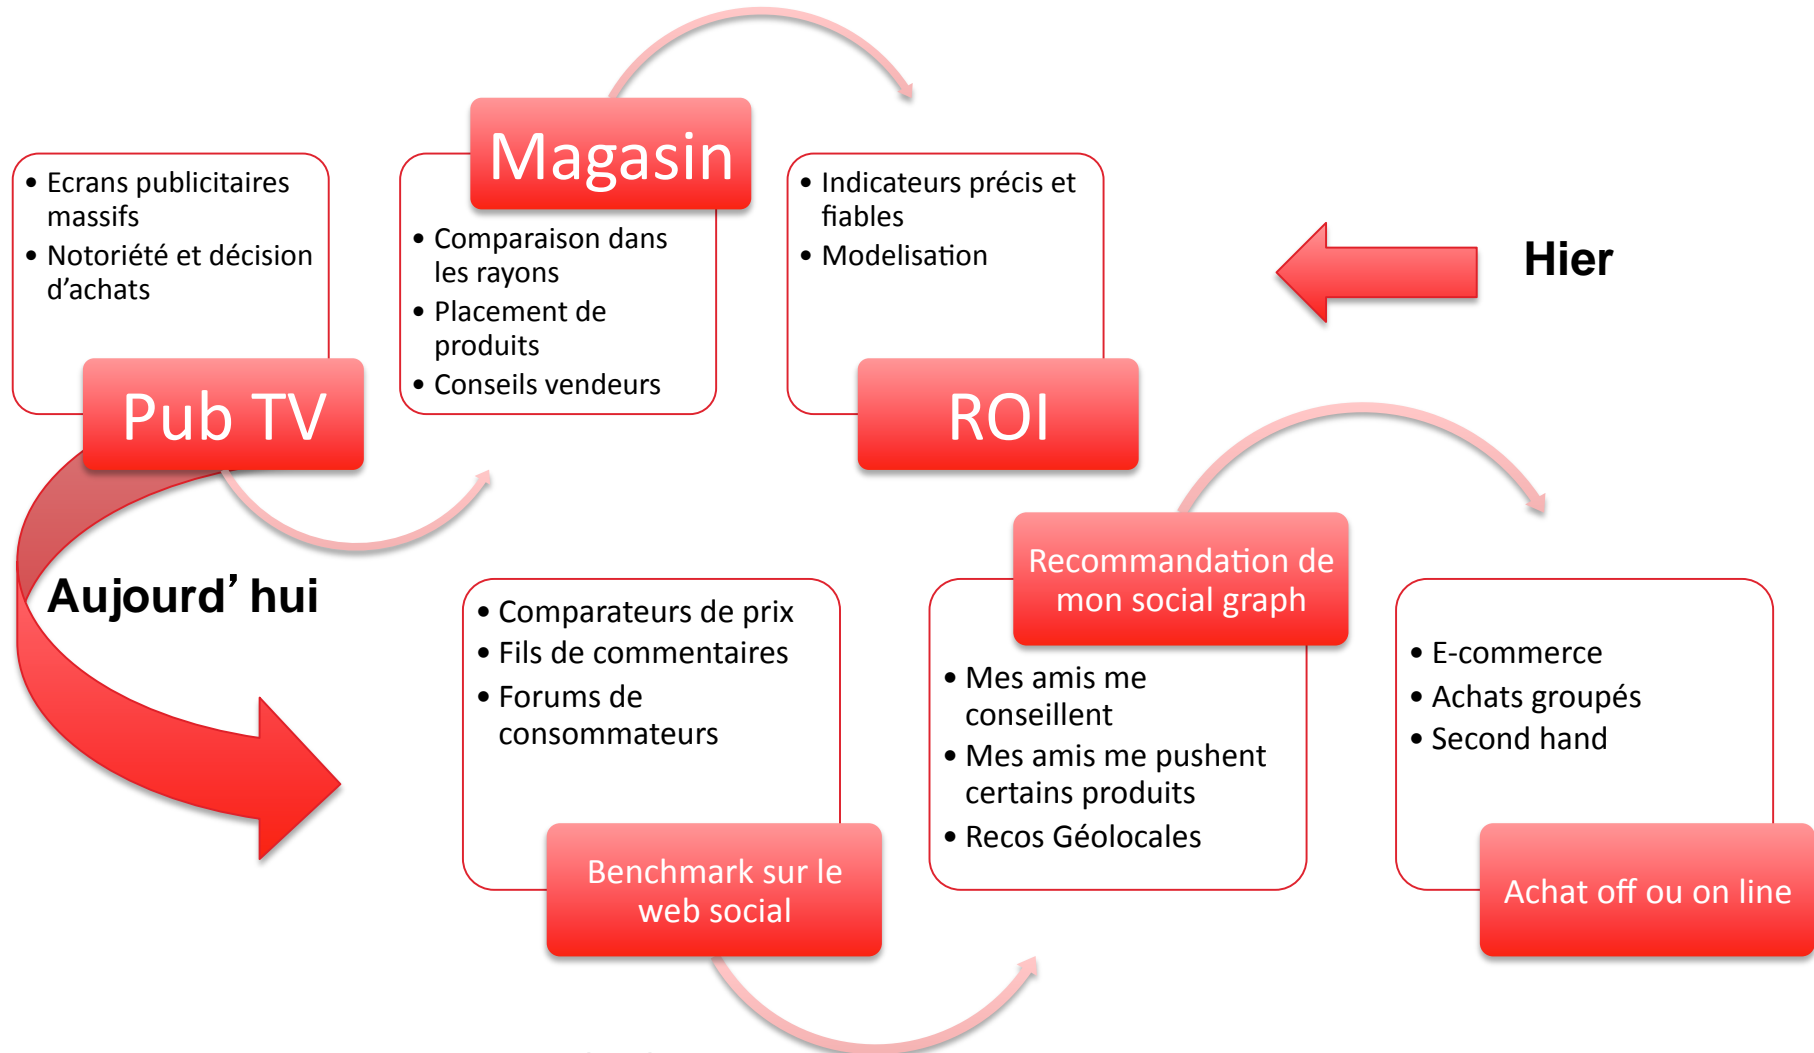 • Ecrans publicitaires
massifs
• Notoriété et décision
d’achats
Pub TV
Magasin
• Comparaison dans
les rayons
• Placement de
produits
• Conseils vendeurs
• Indicateurs précis et
fiables
• Modelisation
ROI
Hier
Aujourd’ hui
• Comparateurs de prix
• Fils de commentaires
• Forums de
consommateurs
Benchmark sur le
web social
Recommandation de
mon social graph
• Mes amis me
conseillent
• Mes amis me pushent
certains produits
• Recos Géolocales
• E-commerce
• Achats groupés
• Second hand
Achat off ou on line